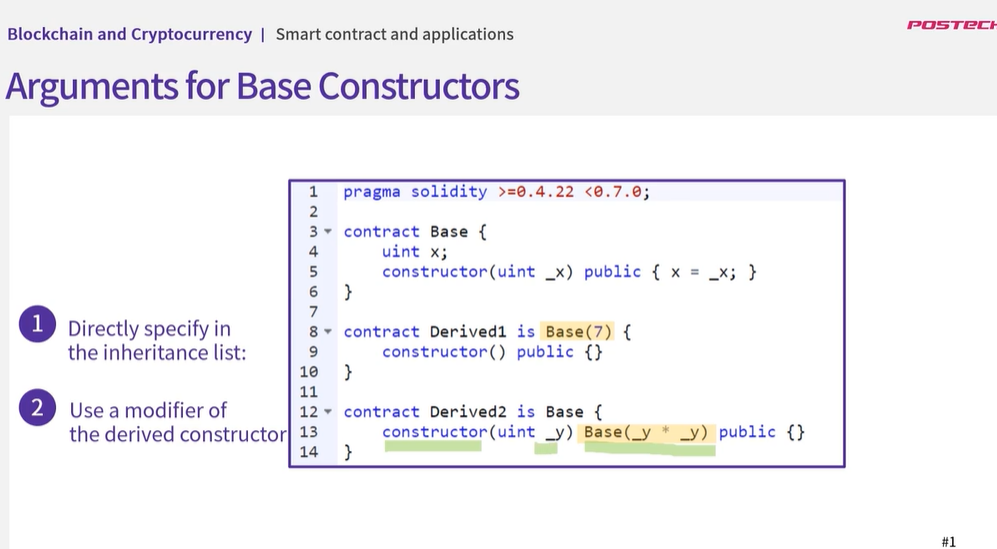 Blockchain and Cryptocurrency | Smart contract and applications
POSTECH
Arguments for Base Constructors
1 pragma solidity >=0.4.22 <0.7.0;
2
3 contract Base {
4 uint x;
5 constructor(uint _x) public { x = _x; }
6 }
7
8 contract Derived1 is Base(7) {
9 constructor() public {}
10 }
11
12 contract Derived2 is Base {
13 constructor(uint _y) Base(_y * _y) public {}
14 }
1 Directly specify in
the inheritance list:
2 Use a modifier of
the derived constructor
#1